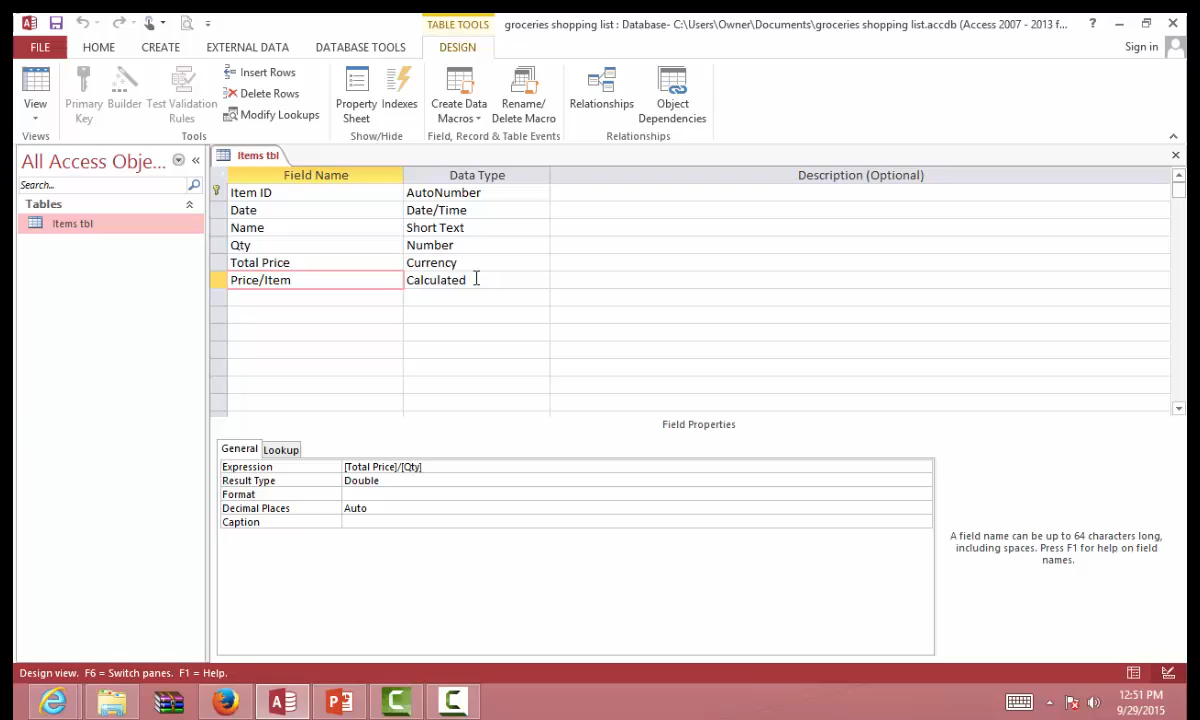 TABLE TOOLS
groceries shopping list : Database- C:\Users\Owner\Documents\groceries shopping list.accdb (Access 2007 - 2013 f...
FILE HOME CREATE EXTERNAL DATA DATABASE TOOLS DESIGN Sign in
View
Primary Key
Builder
Test Validation Rules
Insert Rows
Delete Rows
Modify Lookups
Property Sheet
Indexes
Create Data Macros
Rename/ Delete Macro
Relationships
Object Dependencies
Views Tools Show/Hide Field, Record & Table Events Relationships
All Access Obje...
Search...
Tables
Items tbl
Items tbl
Field Name Data Type Description (Optional)
Item ID AutoNumber
Date Date/Time
Name Short Text
Qty Number
Total Price Currency
Price/Item Calculated
Field Properties
General Lookup
Expression [Total Price]/[Qty]
Result Type Double
Format
Decimal Places Auto
Caption
A field name can be up to 64 characters long,
including spaces. Press F1 for help on field
names.
Design view. F6 = Switch panes. F1 = Help.
12:51 PM
9/29/2015